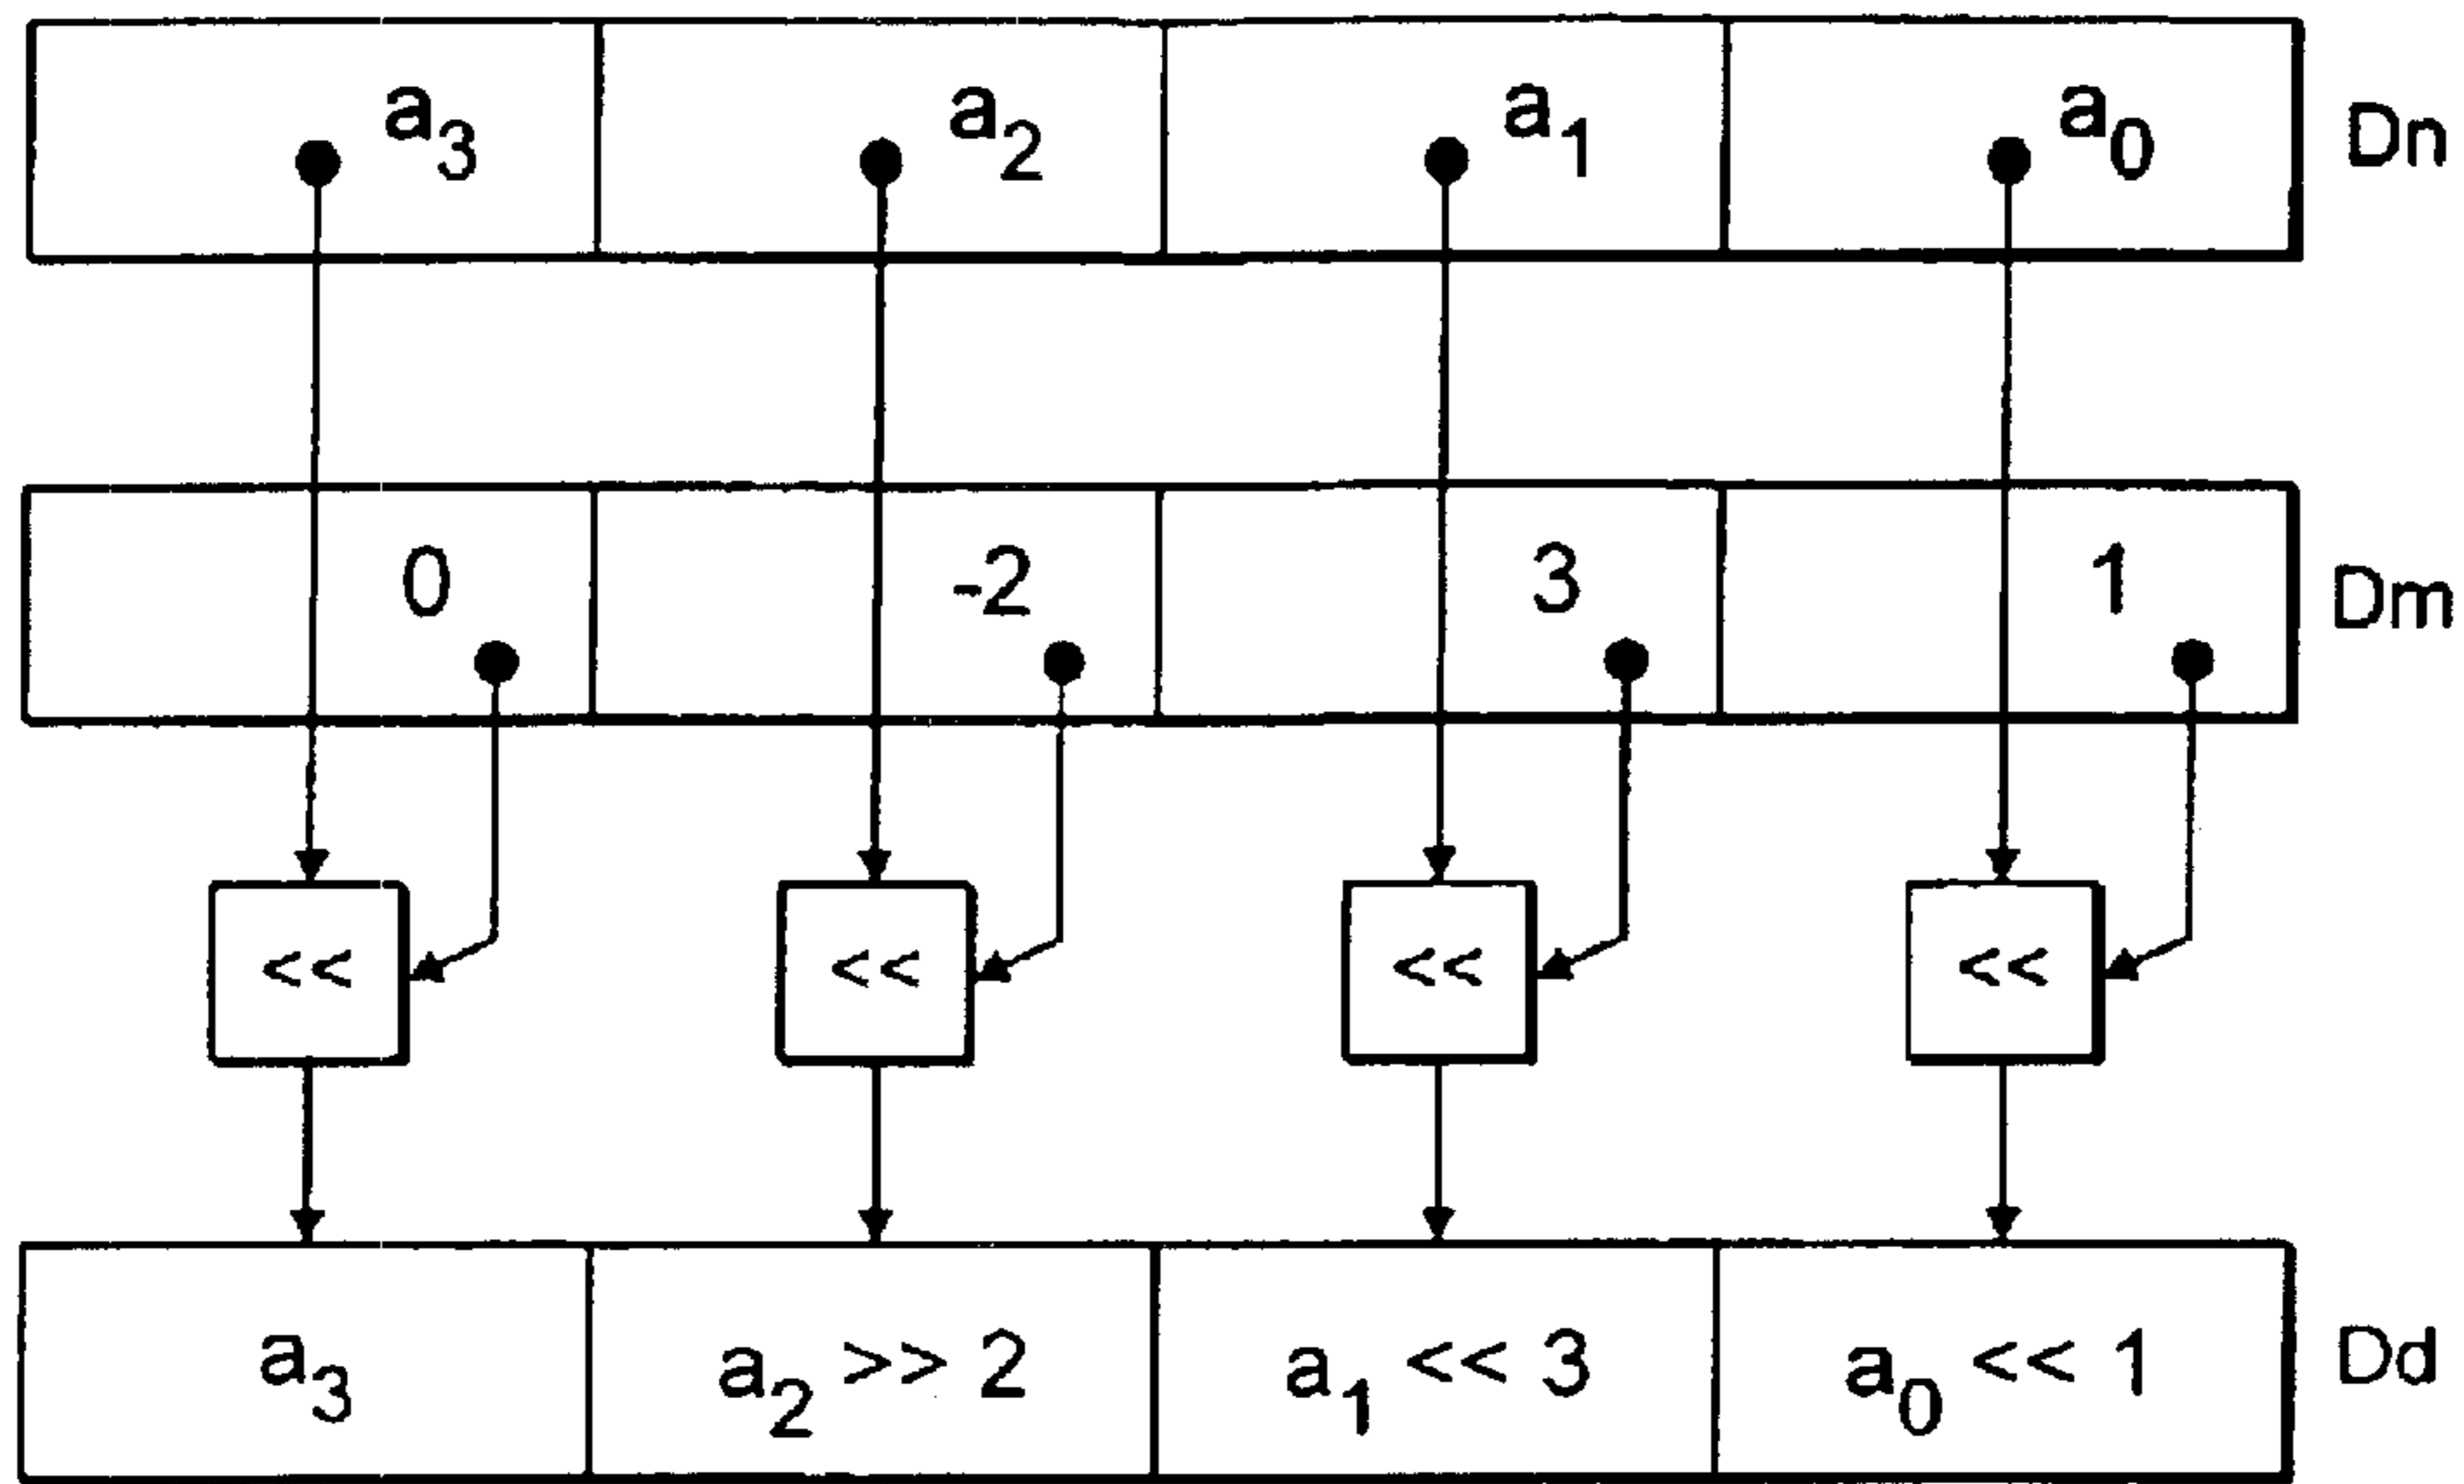 a₃ a₂ a₁ a₀ Dn
0 -2 3 1 Dm
<< << << <<
a₃ a₂ >> 2 a₁ << 3 a₀ << 1 Dd